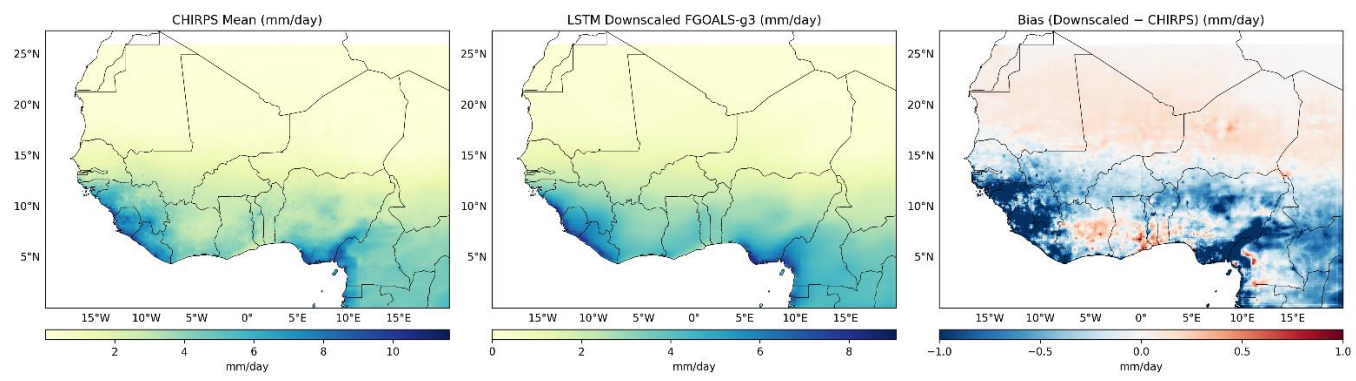 CHIRPS Mean (mm/day)
25°N
20°N
15°N
10°N
5°N
15°W 10°W 5°W 0° 5°E 10°E 15°E
2 4 6 8 10
mm/day
LSTM Downscaled FGOALS-g3 (mm/day)
25°N
20°N
15°N
10°N
5°N
15°W 10°W 5°W 0° 5°E 10°E 15°E
0 2 4 6 8
mm/day
Bias (Downscaled − CHIRPS) (mm/day)
25°N
20°N
15°N
10°N
5°N
15°W 10°W 5°W 0° 5°E 10°E 15°E
−1.0 −0.5 0.0 0.5 1.0
mm/day